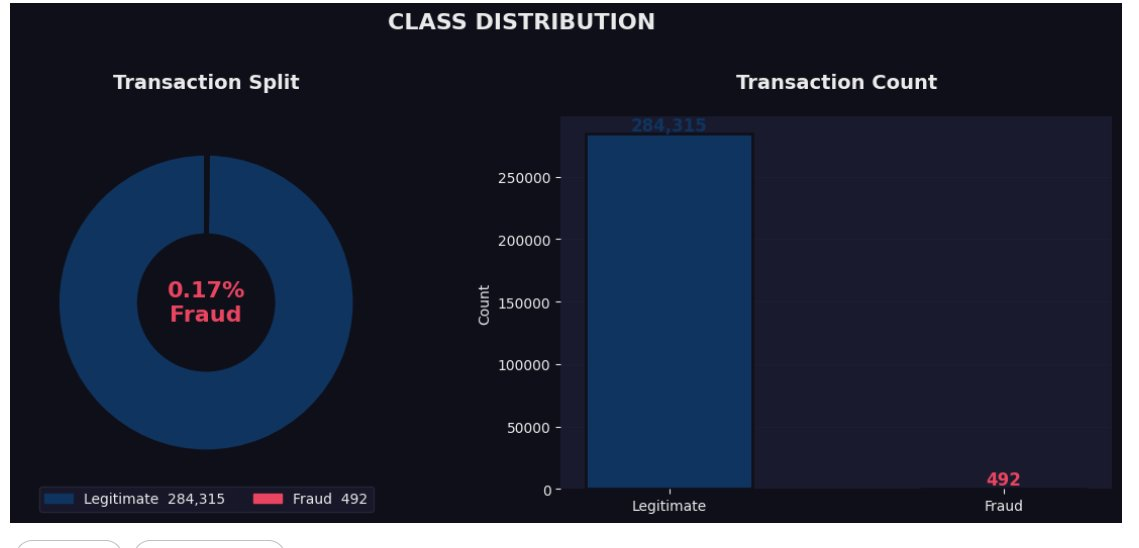 CLASS DISTRIBUTION
Transaction Split
0.17%
Fraud
Legitimate 284,315
Fraud 492
Transaction Count
284,315
Count
250000
200000
150000
100000
50000
0
492
Legitimate
Fraud